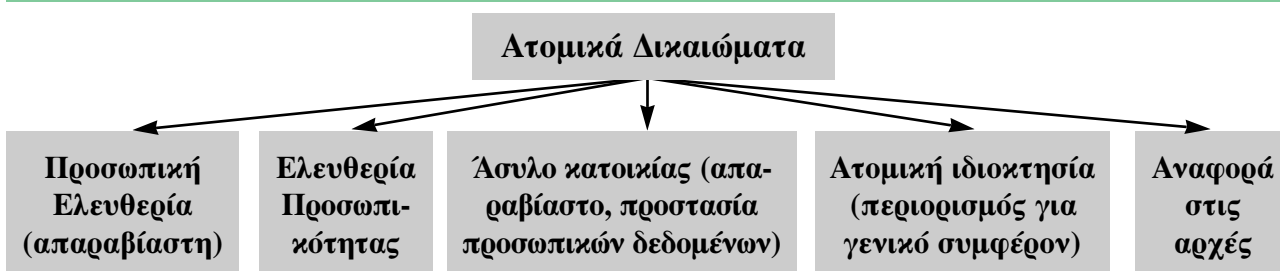 Ατομικά Δικαιώματα
Προσωπική
Ελευθερία
(απαραβίαστη)
Ελευθερία
Προσωπι-
κότητας
Άσυλο κατοικίας (απα-
ραβίαστο, προστασία
προσωπικών δεδομένων)
Ατομική ιδιοκτησία
(περιορισμός για
γενικό συμφέρον)
Αναφορά
στις
αρχές